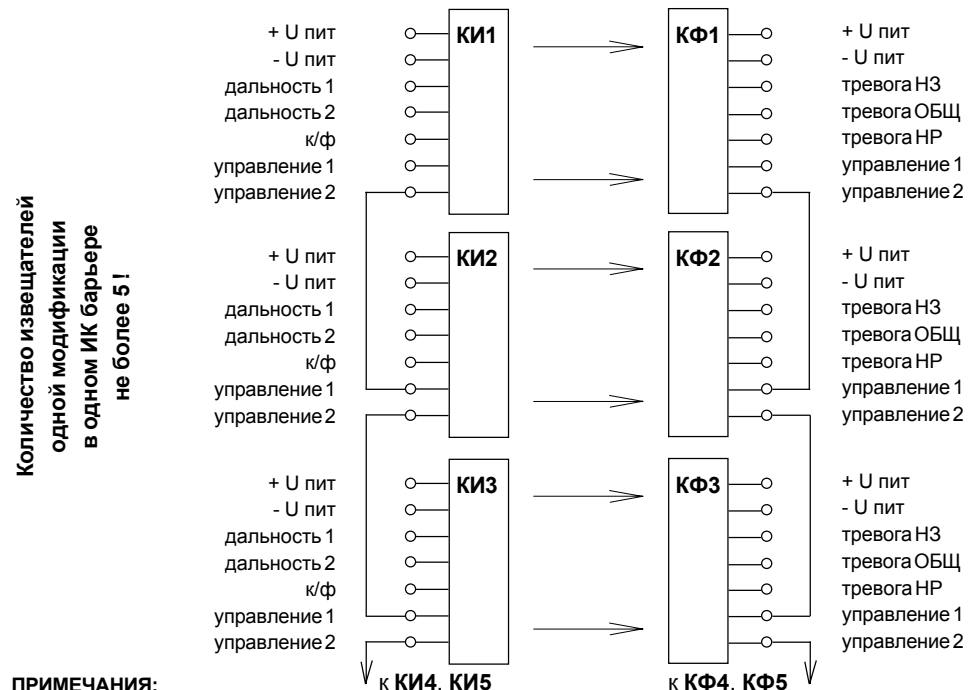 Количество извещателей
одной модификации
в одном ИК барьере
не более 5 !
+ U пит
- U пит
дальность 1
дальность 2
к/ф
управление 1
управление 2
КИ1
КФ1
+ U пит
- U пит
тревога НЗ
тревога ОБЩ
тревога НР
управление 1
управление 2
+ U пит
- U пит
дальность 1
дальность 2
к/ф
управление 1
управление 2
КИ2
КФ2
+ U пит
- U пит
тревога НЗ
тревога ОБЩ
тревога НР
управление 1
управление 2
+ U пит
- U пит
дальность 1
дальность 2
к/ф
управление 1
управление 2
КИ3
КФ3
+ U пит
- U пит
тревога НЗ
тревога ОБЩ
тревога НР
управление 1
управление 2
ПРИМЕЧАНИЯ:
к КИ4, КИ5
к КФ4, КФ5